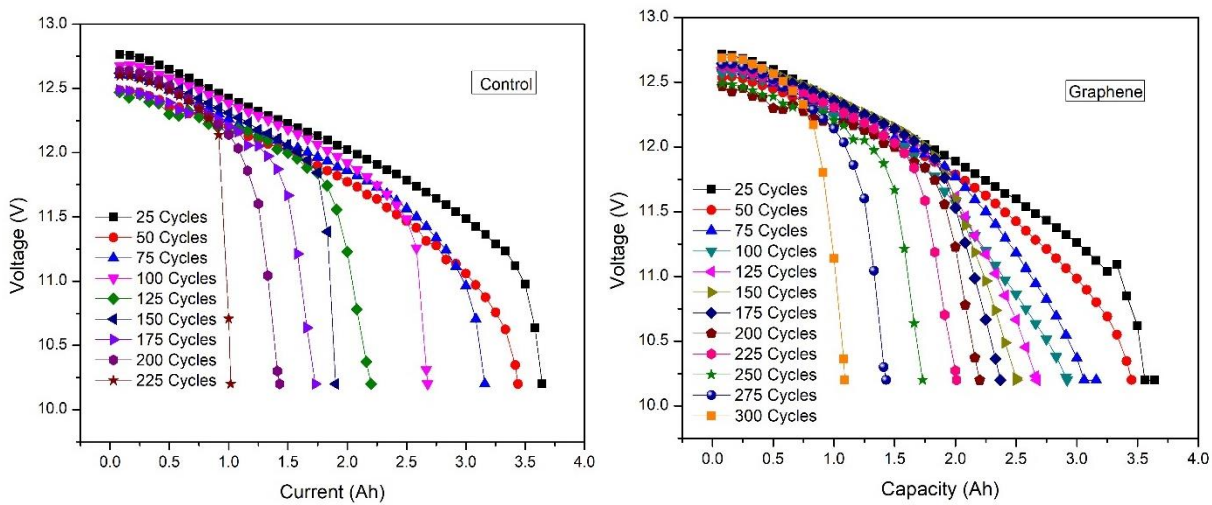 13.0
12.5
12.0
11.5
11.0
10.5
10.0
Voltage (V)
Control
25 Cycles
50 Cycles
75 Cycles
100 Cycles
125 Cycles
150 Cycles
175 Cycles
200 Cycles
225 Cycles
0.0 0.5 1.0 1.5 2.0 2.5 3.0 3.5 4.0
Current (Ah)
13.0
12.5
12.0
11.5
11.0
10.5
10.0
Voltage (V)
Graphene
25 Cycles
50 Cycles
75 Cycles
100 Cycles
125 Cycles
150 Cycles
175 Cycles
200 Cycles
225 Cycles
250 Cycles
275 Cycles
300 Cycles
0.0 0.5 1.0 1.5 2.0 2.5 3.0 3.5 4.0
Capacity (Ah)